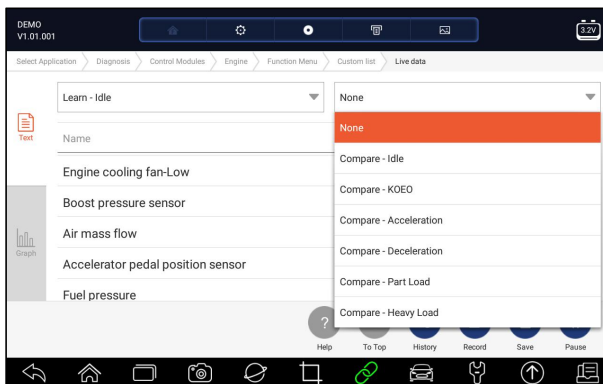 DEMO
V1.01.001
3.2V
Select Application Diagnosis Control Modules Engine Function Menu Custom list Live data
Learn - Idle
None
Text
Name
None
Engine cooling fan-Low
Compare - Idle
Boost pressure sensor
Compare - KOEO
Air mass flow
Compare - Acceleration
Graph
Accelerator pedal position sensor
Compare - Deceleration
Fuel pressure
Compare - Part Load
Compare - Heavy Load
?
Help To Top History Record Save Pause